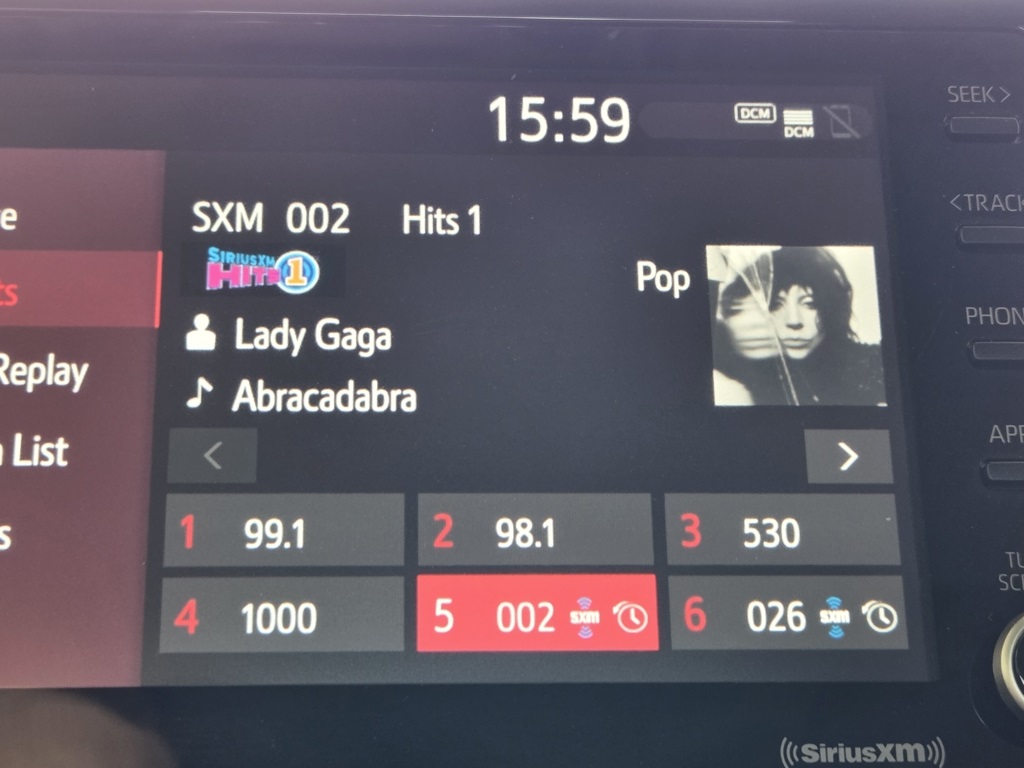 15:59
DCM
DCM
SEEK >
SXM 002 Hits 1
<TRACK
SIRIUSXM
HITS 1
Pop
Lady Gaga
PHON
Replay
Abracadabra
List
APP
1 99.1
2 98.1
3 530
4 1000
5 002 sxm
6 026 sxm
TU
SC
((SiriusXM))